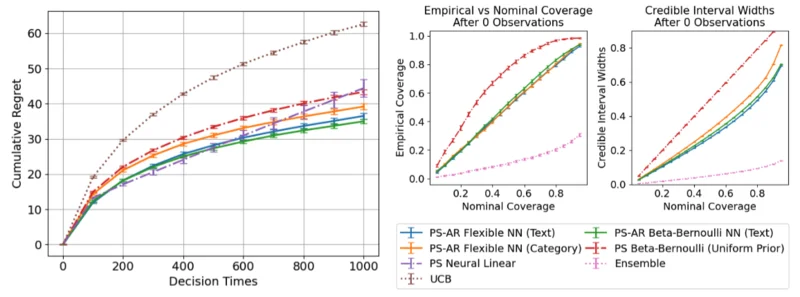 Cumulative Regret
60
50
40
30
20
10
0
0 200 400 600 800 1000
Decision Times
Empirical vs Nominal Coverage
After 0 Observations
Empirical Coverage
1.0
0.8
0.6
0.4
0.2
0.0
0.2 0.4 0.6 0.8
Nominal Coverage
Credible Interval Widths
After 0 Observations
Credible Interval Widths
0.8
0.6
0.4
0.2
0.0
0.2 0.4 0.6 0.8
Nominal Coverage
PS-AR Flexible NN (Text)
PS-AR Flexible NN (Category)
PS Neural Linear
UCB
PS-AR Beta-Bernoulli NN (Text)
PS Beta-Bernoulli (Uniform Prior)
Ensemble